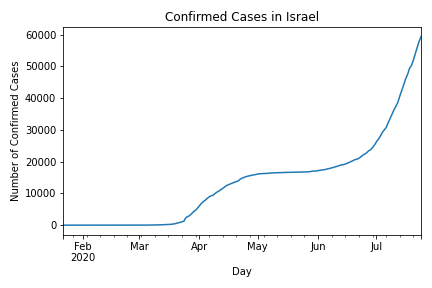 Confirmed Cases in Israel
Number of Confirmed Cases
60000
50000
40000
30000
20000
10000
0
Feb
2020
Mar
Apr
May
Jun
Jul
Day